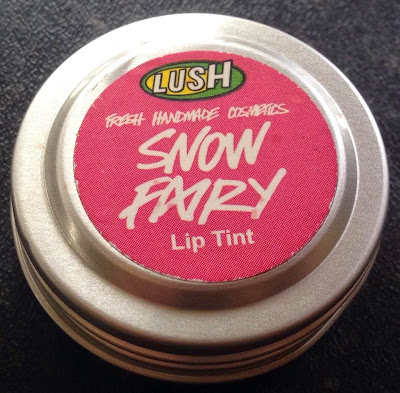 LUSH
FRESH HANDMADE COSMETICS
SNOW
FAIRY
Lip Tint